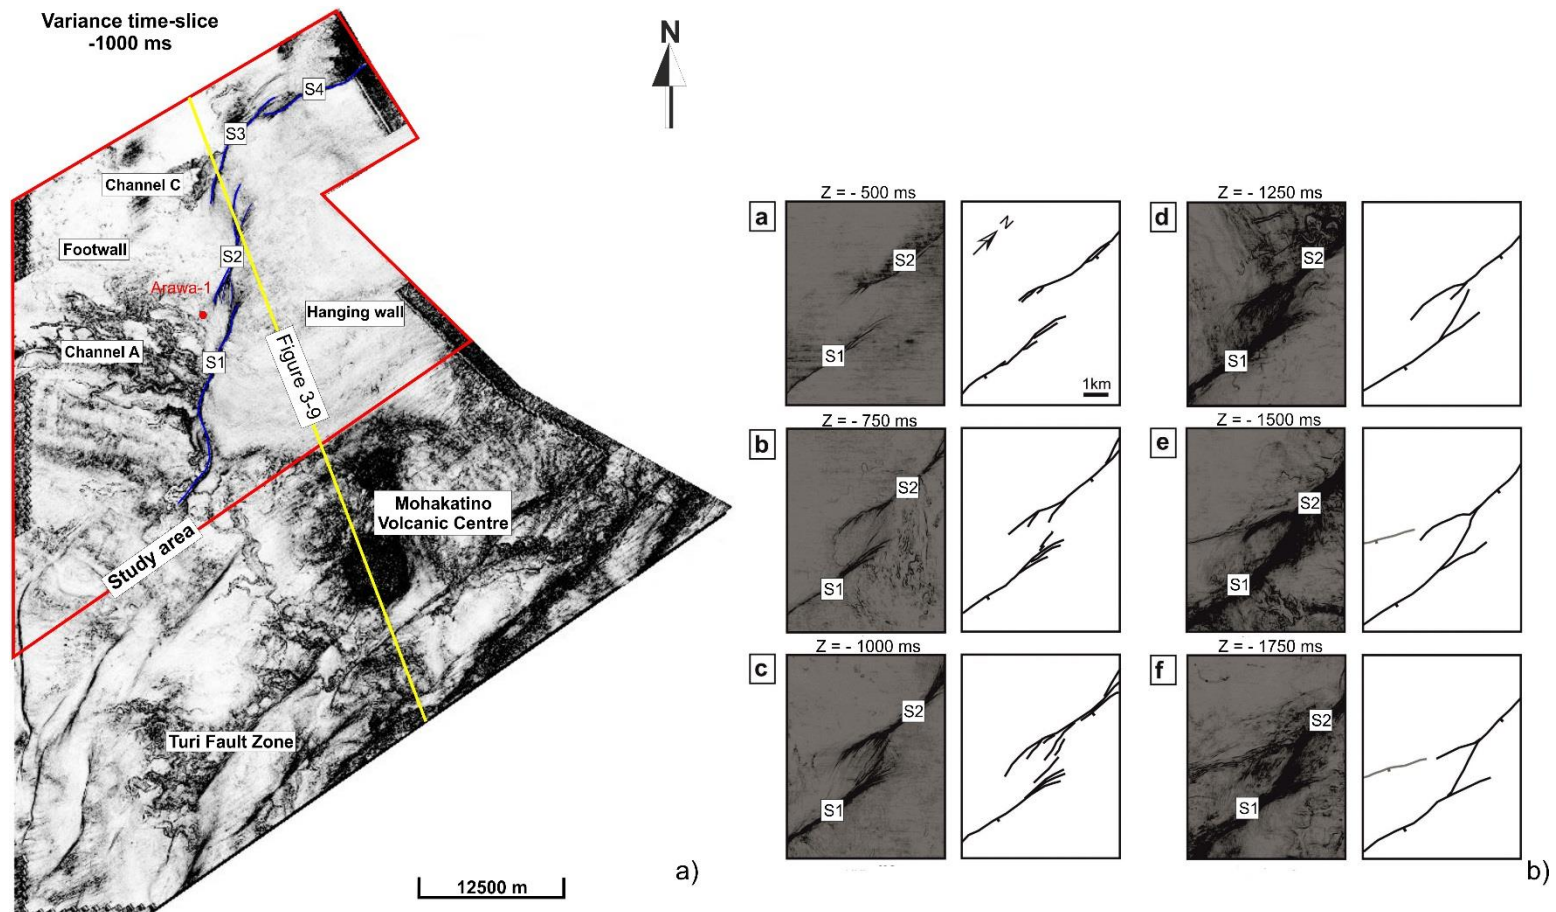 Variance time-slice
-1000 ms
N
S4
S3
Channel C
Footwall
S2
Arawa-1
Hanging wall
Channel A
S1
Figure 3-9
Mohakatino
Volcanic Centre
Study area
Turi Fault Zone
12500 m
a)
Z = - 500 ms
a
S2
S1
N
1km
Z = - 750 ms
b
S2
S1
Z = - 1000 ms
c
S2
S1
Z = - 1250 ms
d
S2
S1
Z = - 1500 ms
e
S2
S1
Z = - 1750 ms
f
S2
S1
b)